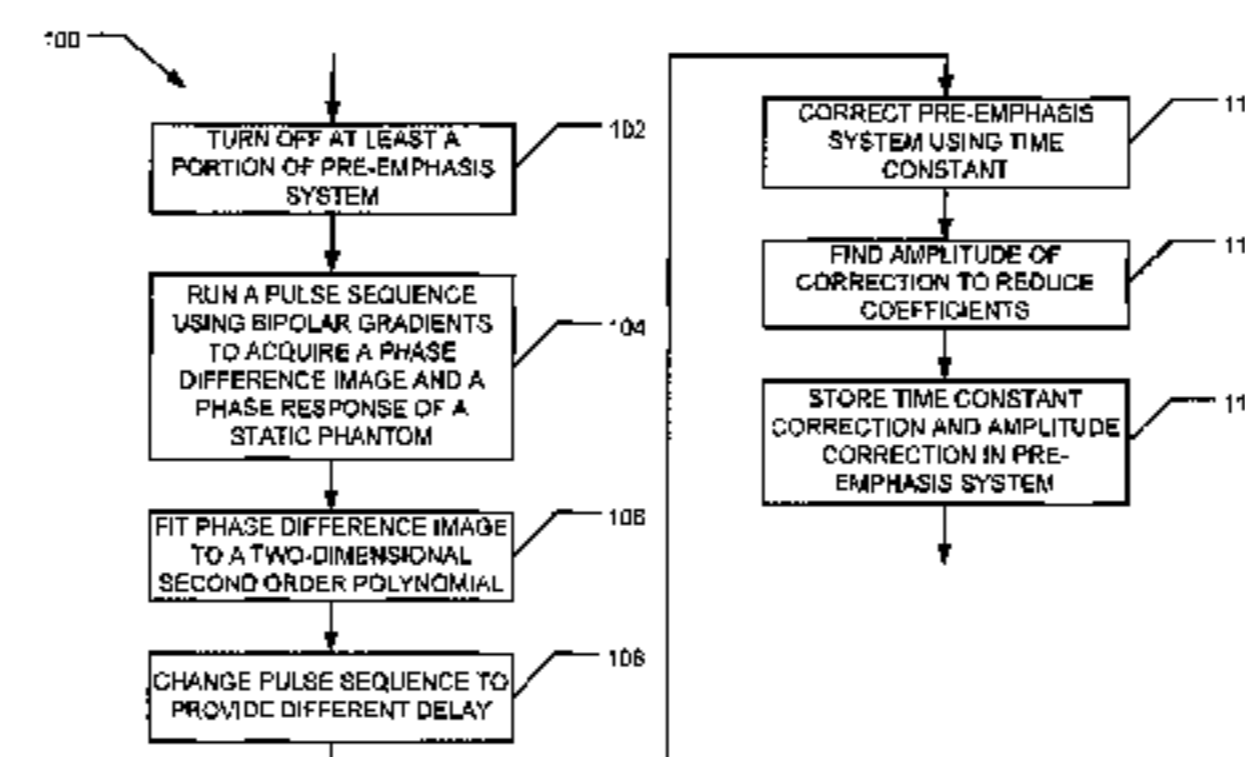 100
TURN OFF AT LEAST A
PORTION OF PRE-EMPHASIS
SYSTEM
102
RUN A PULSE SEQUENCE
USING BIPOLAR GRADIENTS
TO ACQUIRE A PHASE
DIFFERENCE IMAGE AND A
PHASE RESPONSE OF A
STATIC PHANTOM
104
FIT PHASE DIFFERENCE IMAGE
TO A TWO-DIMENSIONAL
SECOND ORDER POLYNOMIAL
106
CHANGE PULSE SEQUENCE TO
PROVIDE DIFFERENT DELAY
CORRECT PRE-EMPHASIS
SYSTEM USING TIME
CONSTANT
11
FIND AMPLITUDE OF
CORRECTION TO REDUCE
COEFFICIENTS
11
STORE TIME CONSTANT
CORRECTION AND AMPLITUDE
CORRECTION IN PRE-
EMPHASIS SYSTEM
11